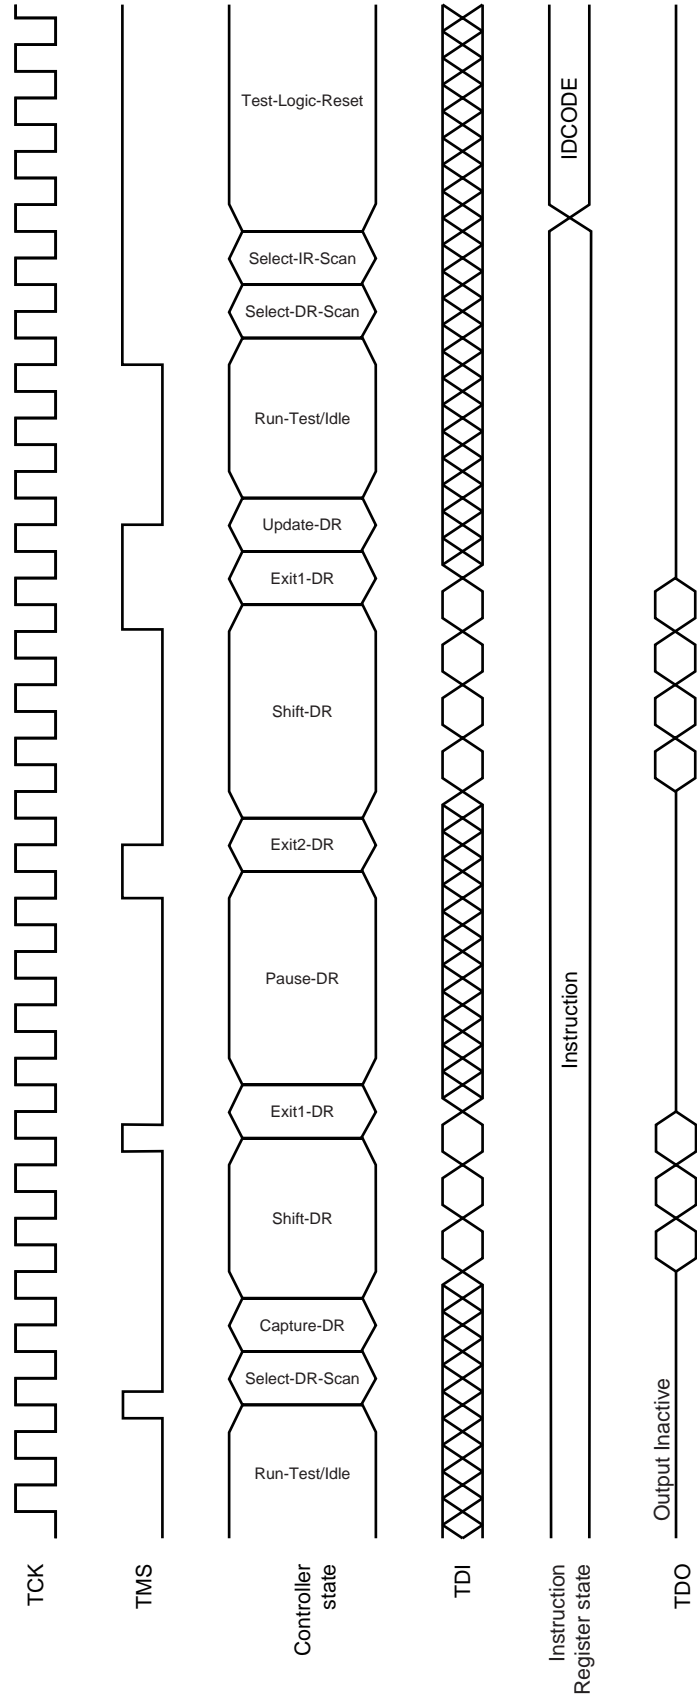 TCK
TMS
Controller
state
Run-Test/Idle
Select-DR-Scan
Capture-DR
Shift-DR
Exit1-DR
Pause-DR
Exit2-DR
Shift-DR
Exit1-DR
Update-DR
Run-Test/Idle
Select-DR-Scan
Select-IR-Scan
Test-Logic-Reset
TDI
Instruction
Register state
Instruction
IDCODE
TDO
Output Inactive